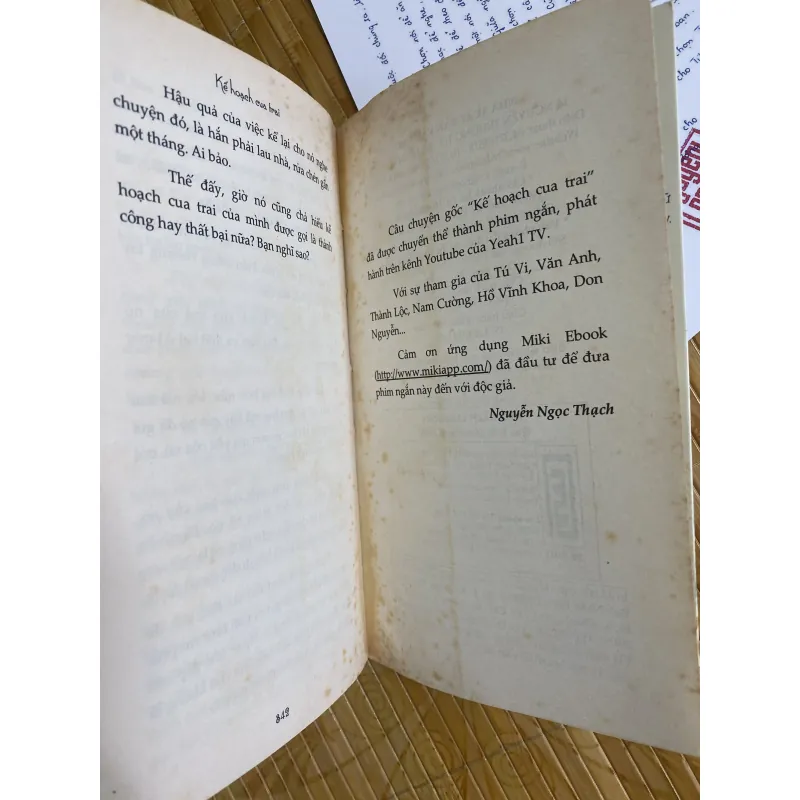 Kế hoạch cua trai
Hậu quả của việc kể lại cho nó nghe
chuyện đó, là hắn phải lau nhà, rửa chén gần
một tháng. Ai bảo.
Thế đấy, giờ nó cũng chả hiểu kế
hoạch cua trai của mình được gọi là thành
công hay thất bại nữa? Bạn nghĩ sao?
342
Câu chuyện gốc “Kế hoạch cua trai”
đã được chuyển thể thành phim ngắn, phát
hành trên kênh Youtube của Yeah1 TV.
Với sự tham gia của Tú Vi, Văn Anh,
Thành Lộc, Nam Cường, Hồ Vĩnh Khoa, Don
Nguyễn...
Cảm ơn ứng dụng Miki Ebook
(http://www.mikiapp.com/) đã đầu tư để đưa
phim ngắn này đến với độc giả.
Nguyễn Ngọc Thạch